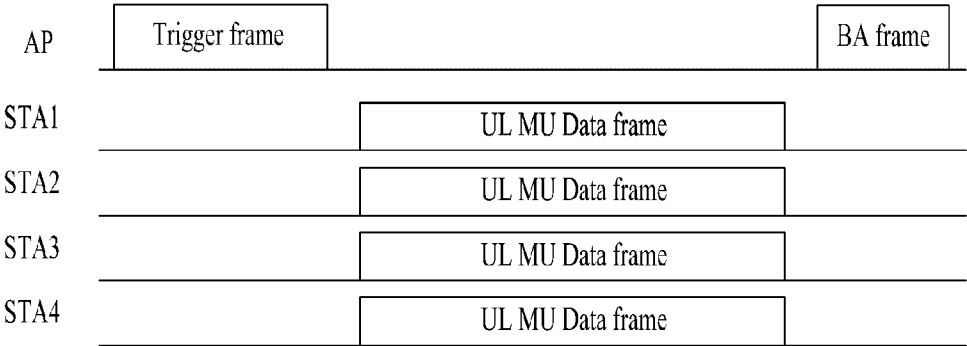 AP Trigger frame BA frame
STA1 UL MU Data frame
STA2 UL MU Data frame
STA3 UL MU Data frame
STA4 UL MU Data frame